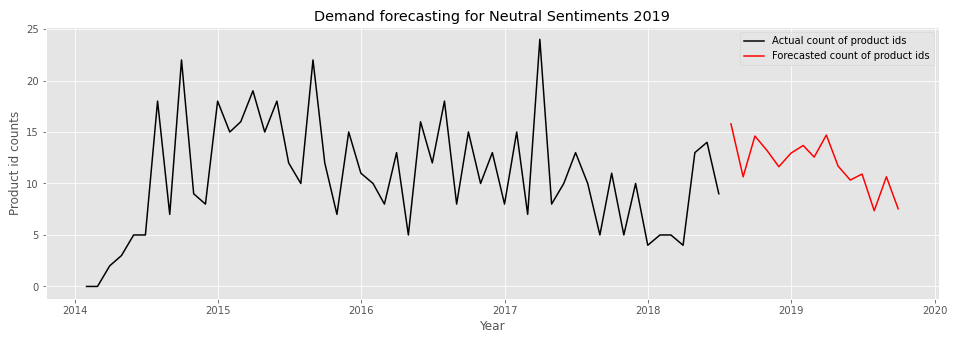 Demand forecasting for Neutral Sentiments 2019
Actual count of product ids
Forecasted count of product ids
Product id counts
25
20
15
10
5
0
2014 2015 2016 2017 2018 2019 2020
Year